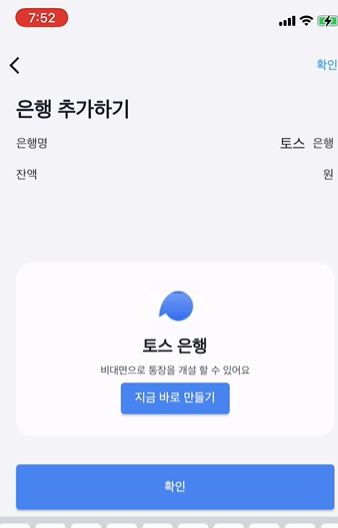 7:52
확인
은행 추가하기
은행명 토스 은행
잔액 원
토스 은행
비대면으로 통장을 개설 할 수 있어요
지금 바로 만들기
확인